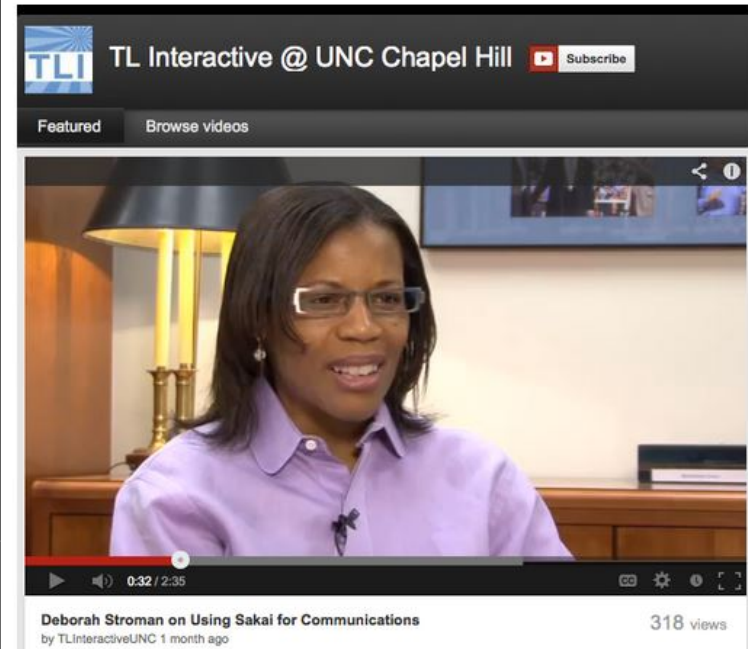 TLI
TL Interactive @ UNC Chapel Hill Subscribe
Featured Browse videos
0:32 / 2:35 CC
Deborah Stroman on Using Sakai for Communications 318 views
by TLInteractiveUNC 1 month ago